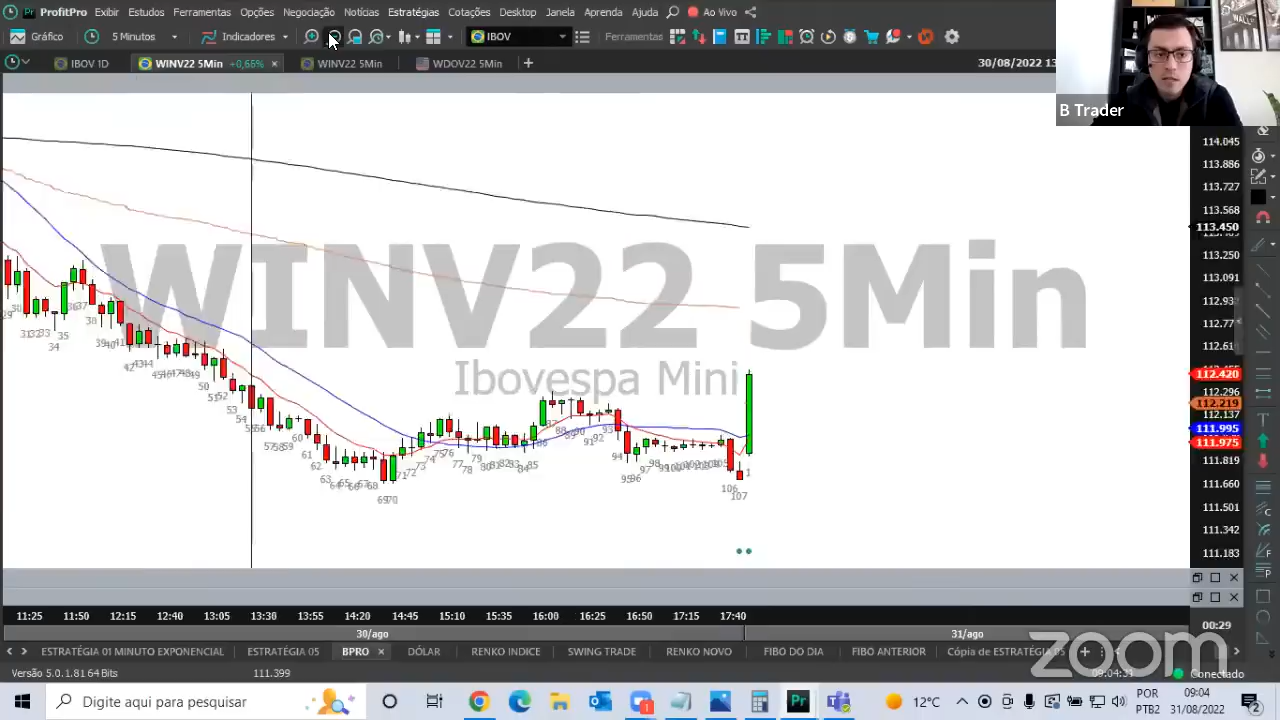 ProfitPro Exibir Estudos Ferramentas Opções Negociação Notícias Estratégias Cotações Desktop Janela Aprenda Ajuda Ao Vivo
Gráfico 5 Minutos Indicadores IBOV Ferramentas
IBOV 1D WINV22 5Min +0,66% WINV22 5Min WDOV22 5Min
30/08/2022
B Trader
114.045
113.886
113.727
113.568
113.450
113.250
113.091
WINV22 5Min
Ibovespa Mini
112.420
112.296
112.219
112.137
111.995
111.975
111.819
111.660
111.501
111.342
111.183
11:25 11:50 12:15 12:40 13:05 13:30 13:55 14:20 14:45 15:10 15:35 16:00 16:25 16:50 17:15 17:40
00:29
30/ago 31/ago
ESTRATÉGIA 01 MINUTO EXPONENCIAL ESTRATÉGIA 05 BPRO DÓLAR RENKO INDICE SWING TRADE RENKO NOVO FIBO DO DIA FIBO ANTERIOR Cópia de ESTRATÉGIA 05
zoom
Versão 5.0.1.81 64 Bits 111.399 09:04:33 Conectado
Digite aqui para pesquisar
12°C
POR
PTB2
09:04
31/08/2022